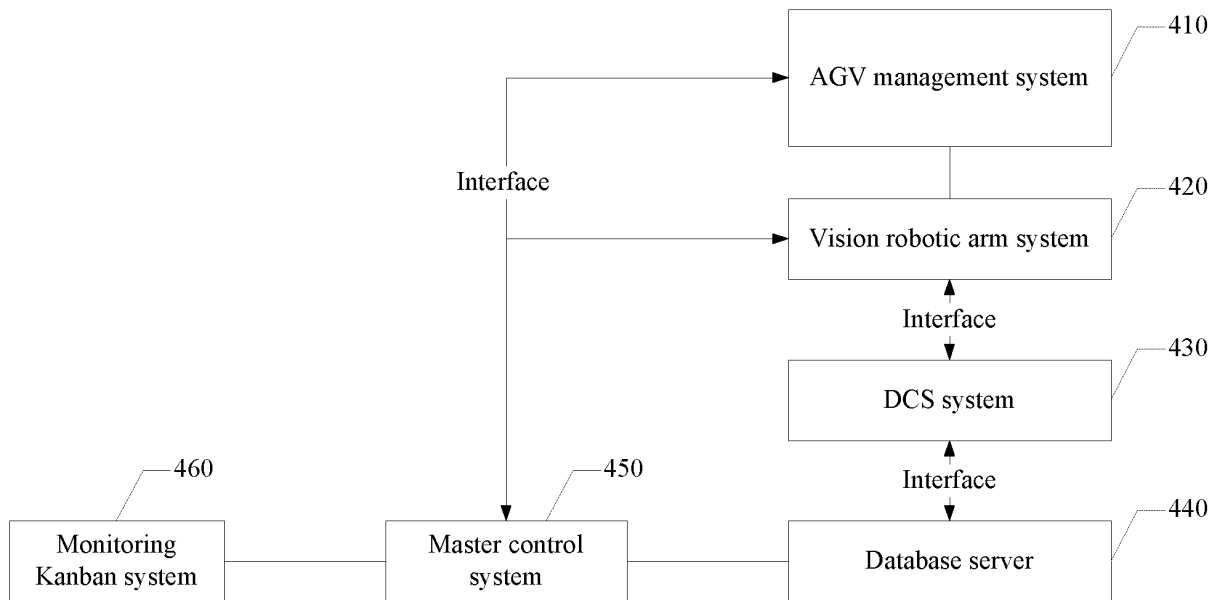 410
AGV management system
Interface
420
Vision robotic arm system
Interface
430
DCS system
460
450
Interface
440
Monitoring
Kanban system
Master control
system
Database server